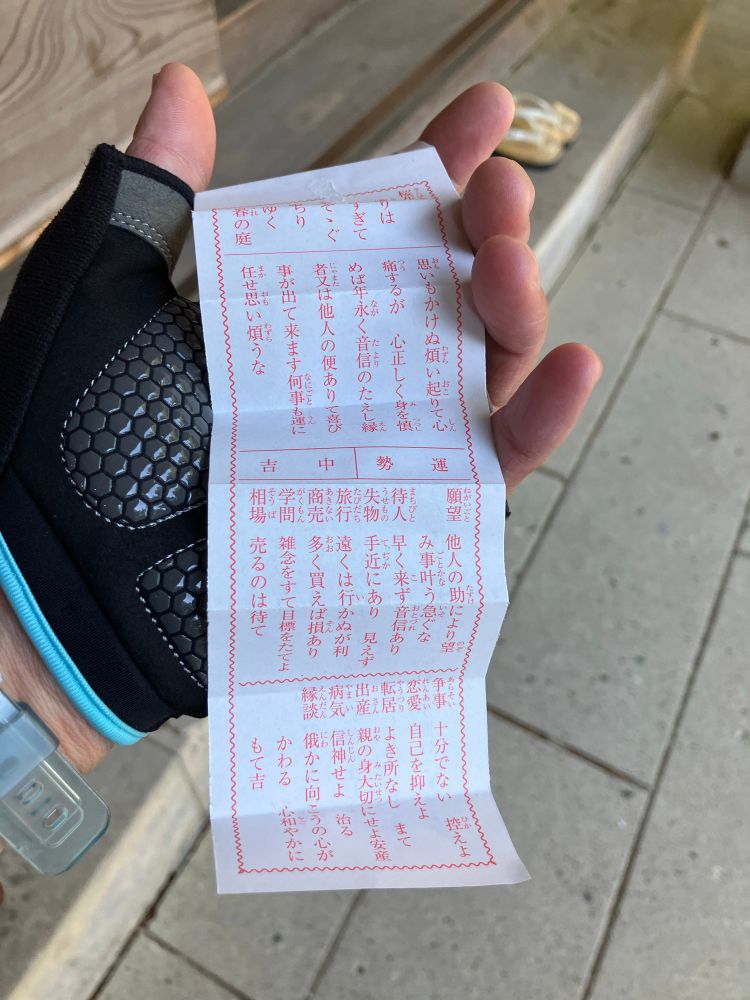 りは
すぎて
そゝぐ
ちり
ゆく
暮の庭
思いもかけぬ煩い起りて心
痛するが 心正しく身を慎
めば年永く音信のたえし縁
者又は他人の便ありて喜び
事が出て来ます何事も運に
任せ思い煩うな
運勢 中吉
願望 他人の助により望
み事叶う急ぐな
待人 早く来ず音信あり
失物 手近にあり 見えず
旅行 遠くは行かぬが利
商売 多く買えば損あり
学問 雑念をすて目標をたてよ
相場 売るのは待て
争事 十分でない 控えよ
恋愛 自己を抑えよ
転居 よき所なし まて
出産 親の身大切にせよ安産
病気 信神せよ 治る
縁談 俄かに向こうの心が
かわる 心和やかに
もて吉